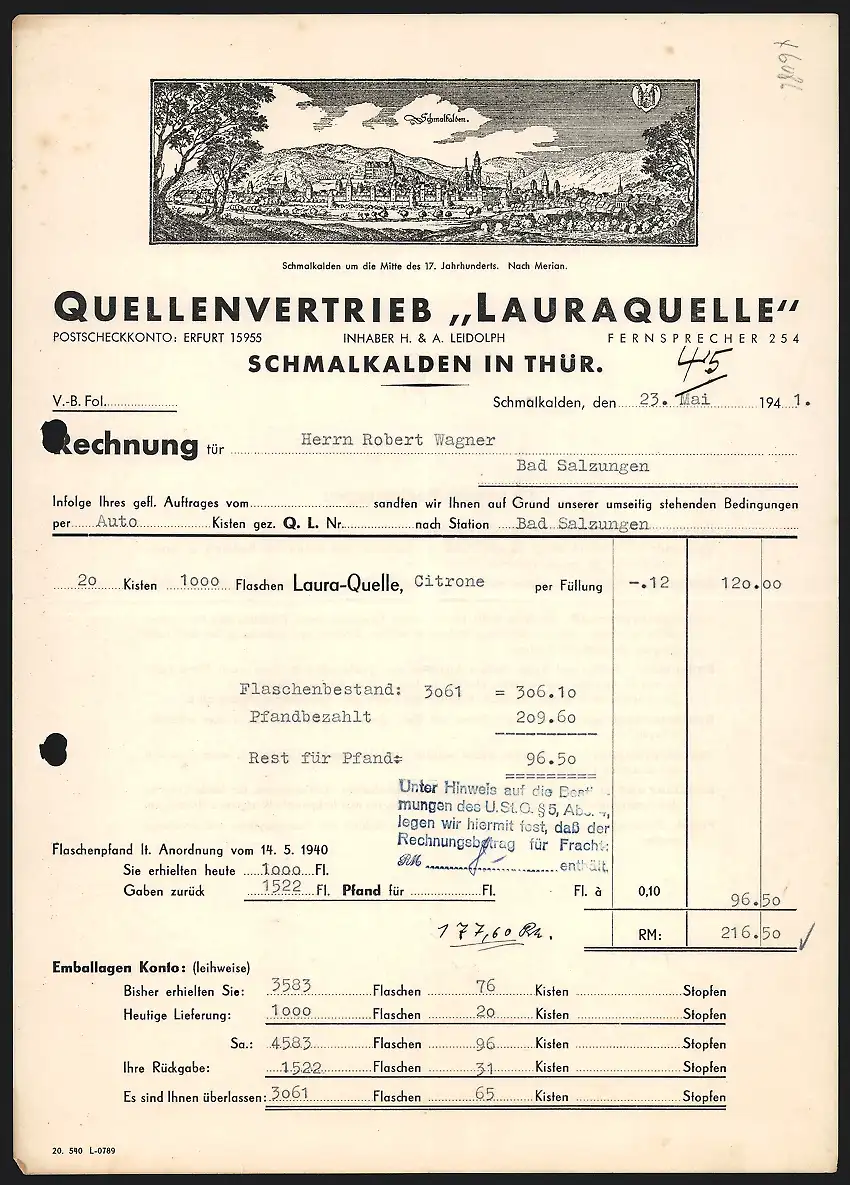 Schmalkalden.
Schmalkalden um die Mitte des 17. Jahrhunderts. Nach Merian.
QUELLENVERTRIEB „LAURAQUELLE“
POSTSCHECKKONTO: ERFURT 15955 INHABER H. & A. LEIDOLPH FERNSPRECHER 254
SCHMALKALDEN IN THÜR.
45
V.-B. Fol. Schmalkalden, den 23. Mai 1941.
Rechnung für Herrn Robert Wagner
Bad Salzungen
Infolge Ihres gefl. Auftrages vom sandten wir Ihnen auf Grund unserer umseitig stehenden Bedingungen
per Auto Kisten gez. Q. L. Nr. nach Station Bad Salzungen
20 Kisten 1000 Flaschen Laura-Quelle, Citrone per Füllung -.12 120.00
Flaschenbestand: 3061 = 306.10
Pfandbezahlt 209.60
Rest für Pfand: 96.50
Unter Hinweis auf die
mungen des U.St.O. § 5,
legen wir hiermit fest, daß der
Rechnungsbetrag für Fracht:
RM enthält.
Flaschenpfand lt. Anordnung vom 14. 5. 1940
Sie erhielten heute 1000 Fl.
Gaben zurück 1522 Fl. Pfand für Fl. Fl. à 0,10 96.50
177,60 RM: 216.50
Emballagen Konto: (leihweise)
Bisher erhielten Sie: 3583 Flaschen 76 Kisten Stopfen
Heutige Lieferung: 1000 Flaschen 20 Kisten Stopfen
Sa.: 4583 Flaschen 96 Kisten Stopfen
Ihre Rückgabe: 1522 Flaschen 31 Kisten Stopfen
Es sind Ihnen überlassen: 3061 Flaschen 65 Kisten Stopfen
20. 540 L-0789